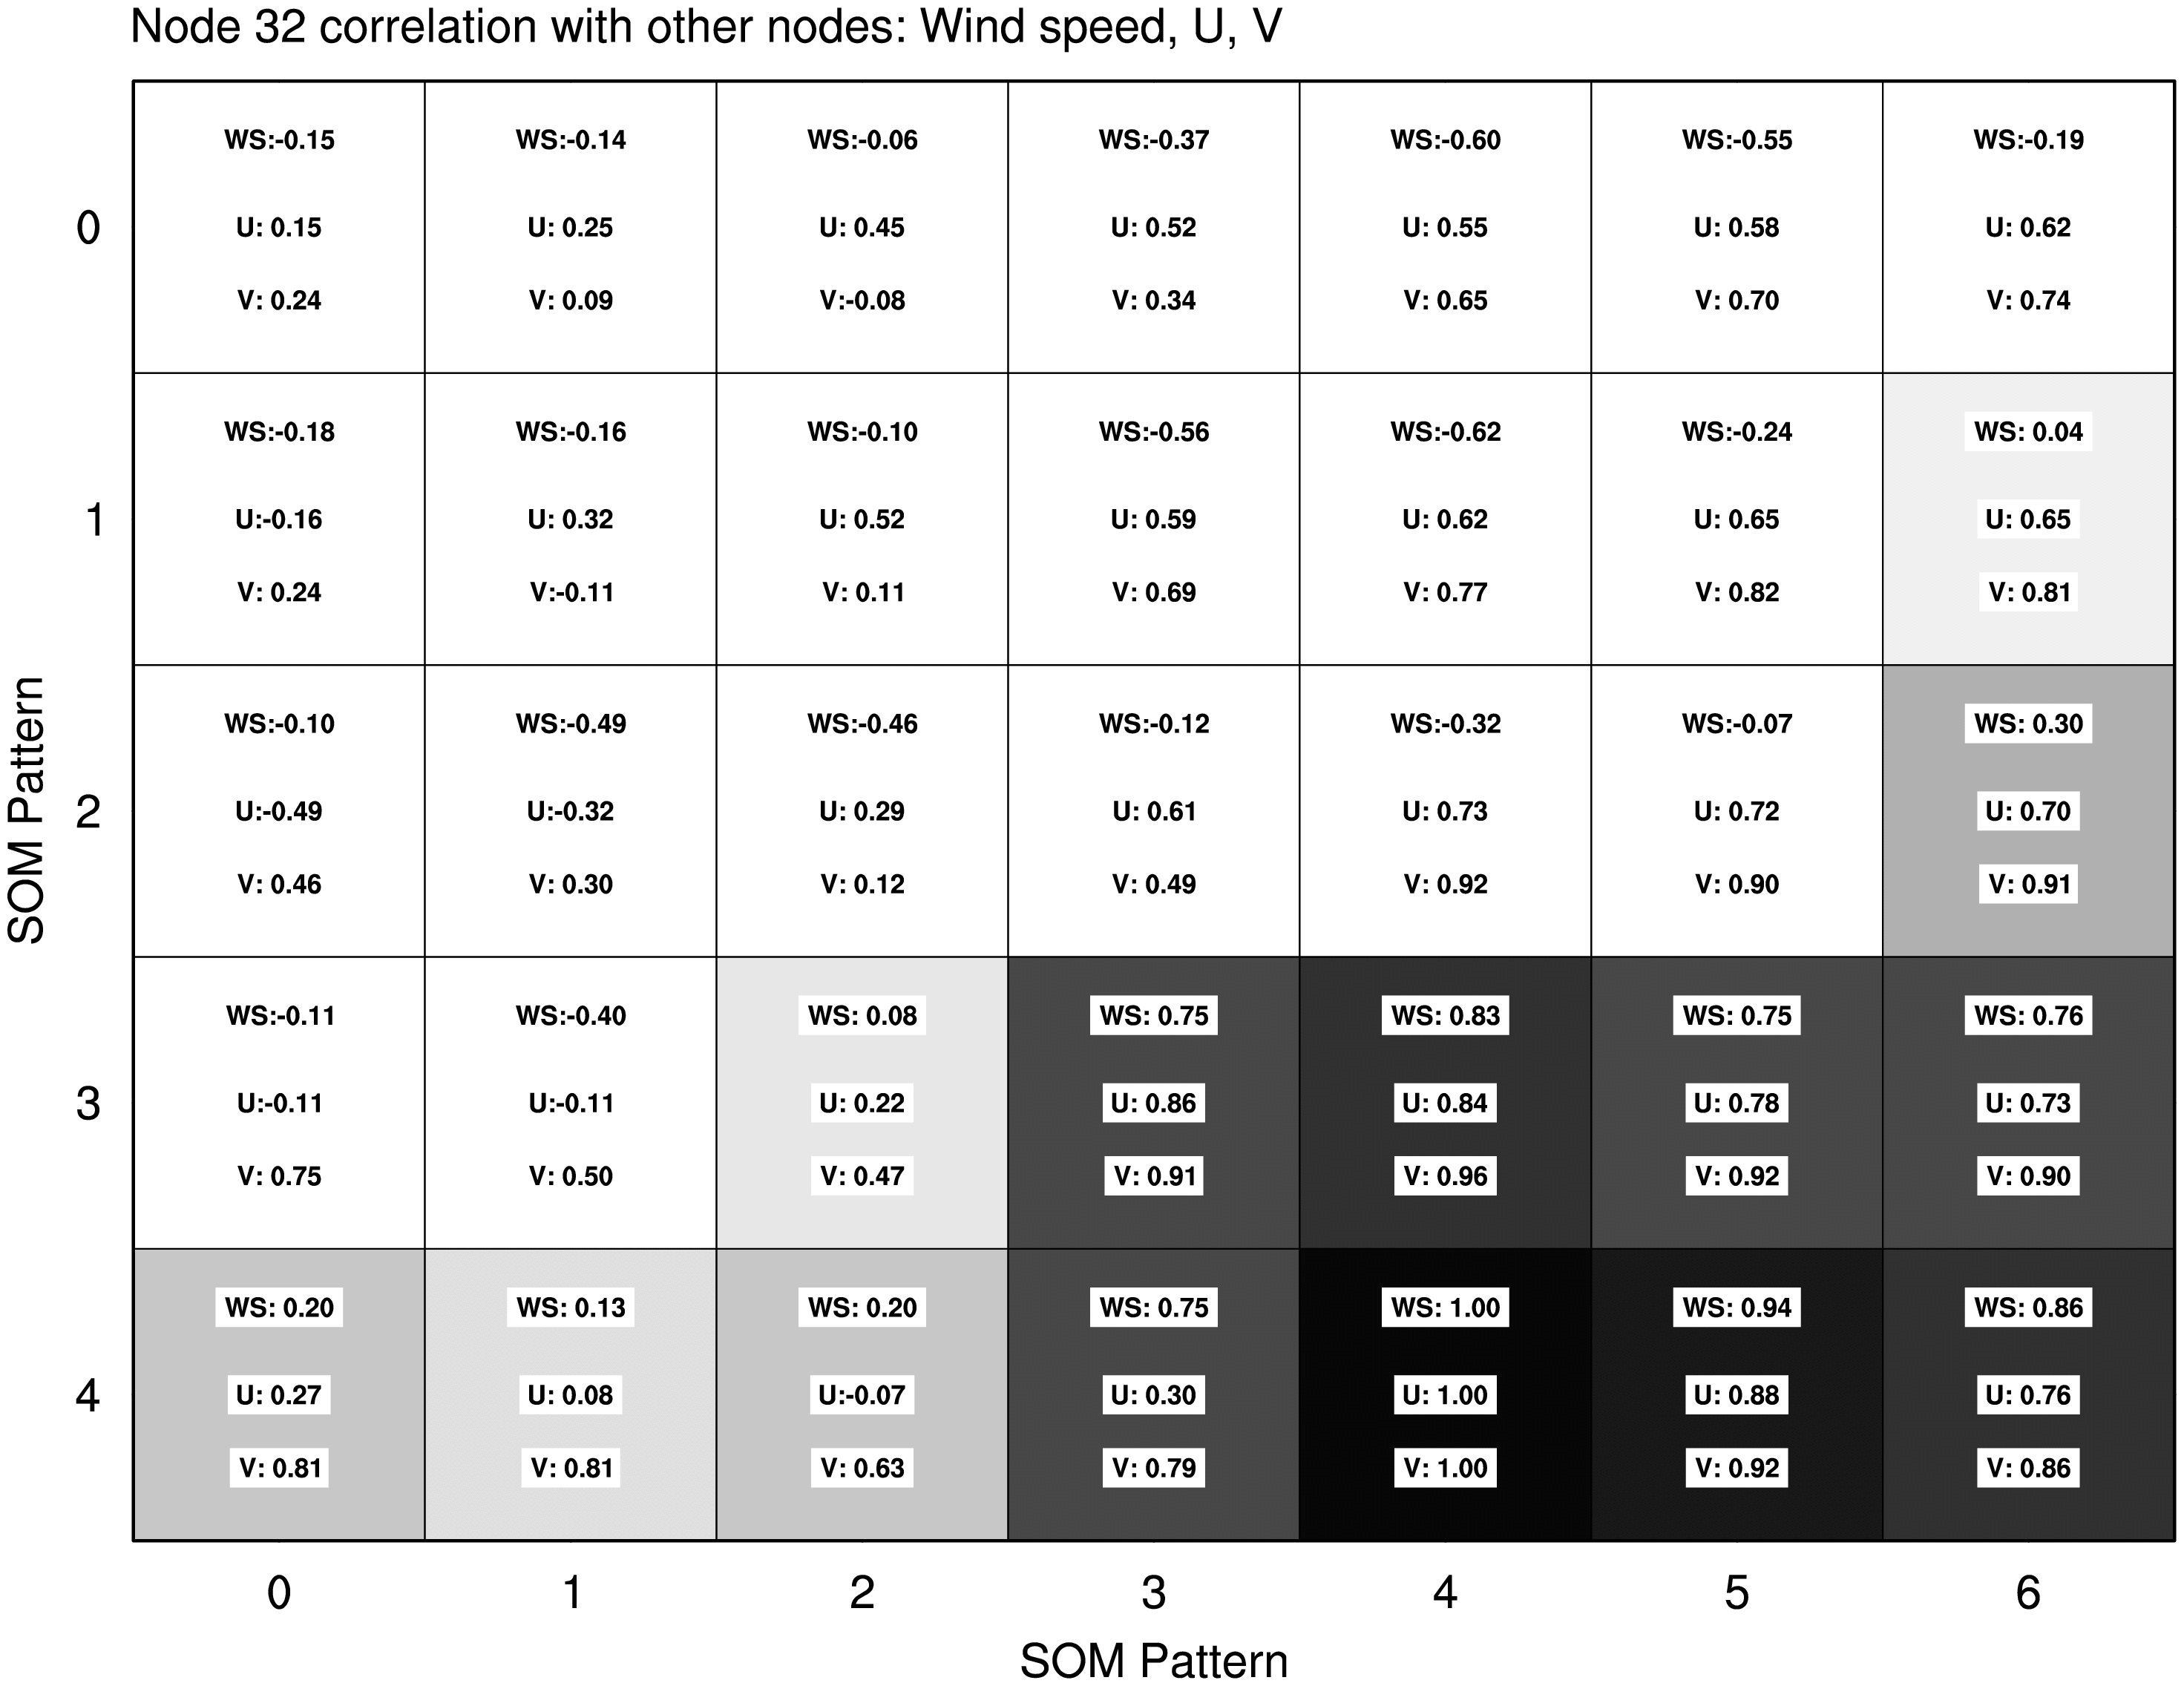 Node 32 correlation with other nodes: Wind speed, U, V
WS:-0.15 WS:-0.14 WS:-0.06 WS:-0.37 WS:-0.60 WS:-0.55 WS:-0.19
0 U: 0.15 U: 0.25 U: 0.45 U: 0.52 U: 0.55 U: 0.58 U: 0.62
V: 0.24 V: 0.09 V:-0.08 V: 0.34 V: 0.65 V: 0.70 V: 0.74
WS:-0.18 WS:-0.16 WS:-0.10 WS:-0.56 WS:-0.62 WS:-0.24 WS: 0.04
1 U:-0.16 U: 0.32 U: 0.52 U: 0.59 U: 0.62 U: 0.65 U: 0.65
V: 0.24 V:-0.11 V: 0.11 V: 0.69 V: 0.77 V: 0.82 V: 0.81
WS:-0.10 WS:-0.49 WS:-0.46 WS:-0.12 WS:-0.32 WS:-0.07 WS: 0.30
2 U:-0.49 U:-0.32 U: 0.29 U: 0.61 U: 0.73 U: 0.72 U: 0.70
V: 0.46 V: 0.30 V: 0.12 V: 0.49 V: 0.92 V: 0.90 V: 0.91
WS:-0.11 WS:-0.40 WS: 0.08 WS: 0.75 WS: 0.83 WS: 0.75 WS: 0.76
3 U:-0.11 U:-0.11 U: 0.22 U: 0.86 U: 0.84 U: 0.78 U: 0.73
V: 0.75 V: 0.50 V: 0.47 V: 0.91 V: 0.96 V: 0.92 V: 0.90
WS: 0.20 WS: 0.13 WS: 0.20 WS: 0.75 WS: 1.00 WS: 0.94 WS: 0.86
4 U: 0.27 U: 0.08 U:-0.07 U: 0.30 U: 1.00 U: 0.88 U: 0.76
V: 0.81 V: 0.81 V: 0.63 V: 0.79 V: 1.00 V: 0.92 V: 0.86
0 1 2 3 4 5 6
SOM Pattern
SOM Pattern